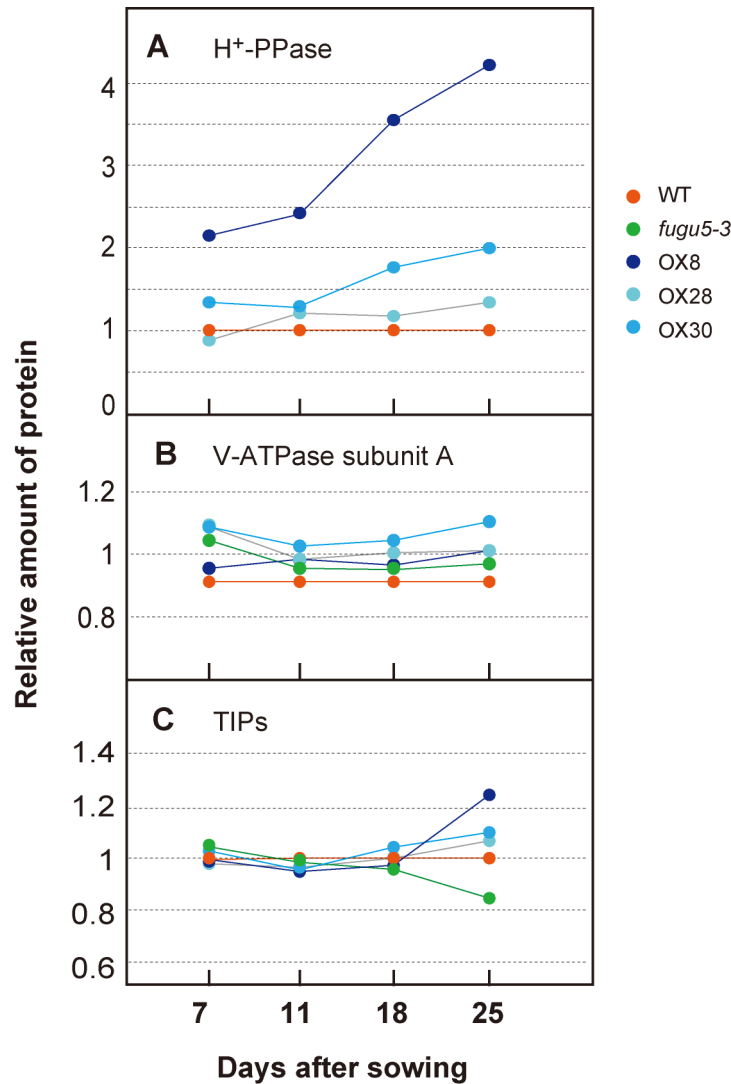 A H⁺-PPase
4
3
2
1
0
WT
fugu5-3
OX8
OX28
OX30
Relative amount of protein
B V-ATPase subunit A
1.2
1
0.8
C TIPs
1.4
1.2
1
0.8
0.6
7 11 18 25
Days after sowing